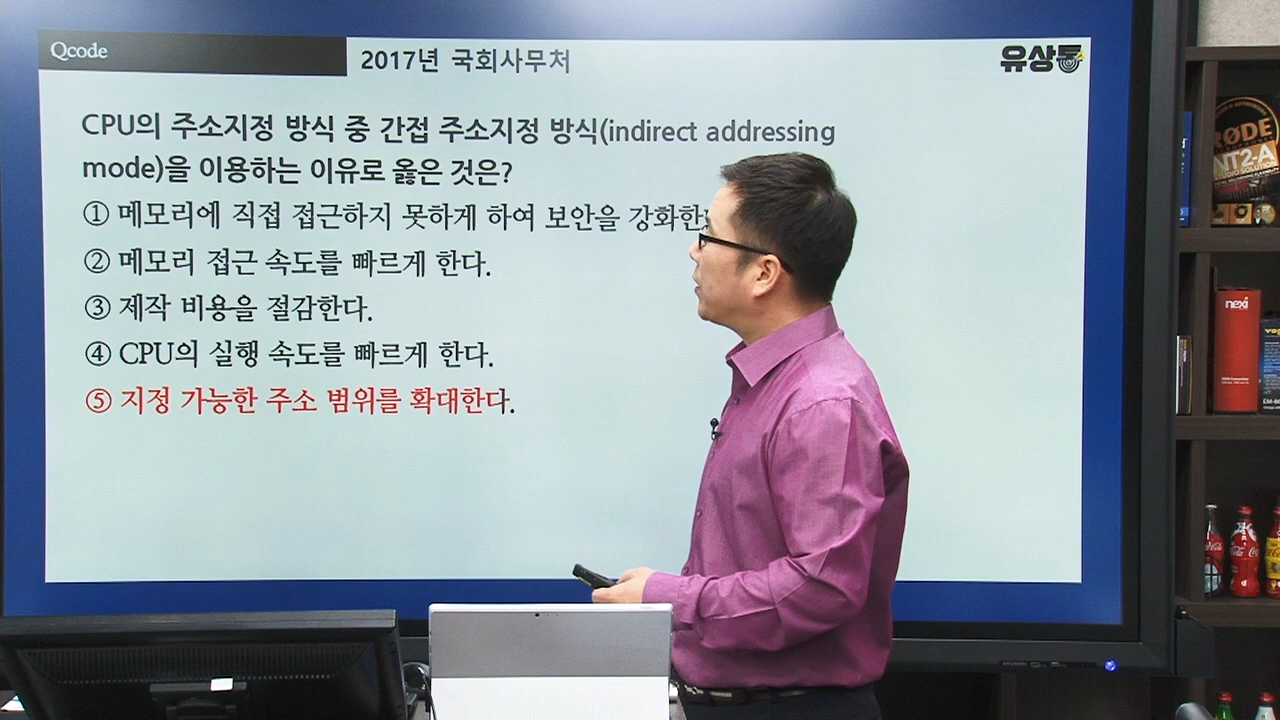 Qcode
2017년 국회사무처
유상통
CPU의 주소지정 방식 중 간접 주소지정 방식(indirect addressing
mode)을 이용하는 이유로 옳은 것은?
① 메모리에 직접 접근하지 못하게 하여 보안을 강화한
② 메모리 접근 속도를 빠르게 한다.
③ 제작 비용을 절감한다.
④ CPU의 실행 속도를 빠르게 한다.
⑤ 지정 가능한 주소 범위를 확대한다.
RØDE
NT2-A
nexi
Coca-Cola